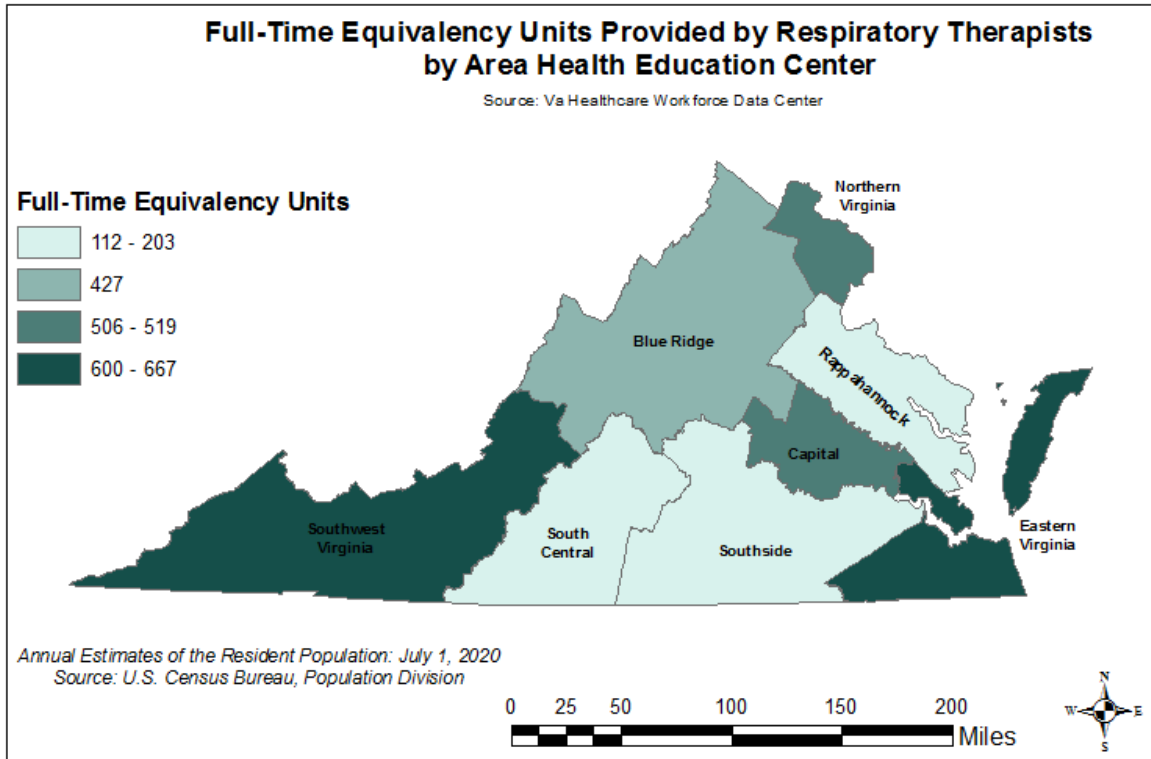 Full-Time Equivalency Units Provided by Respiratory Therapists
by Area Health Education Center
Source: Va Healthcare Workforce Data Center
Full-Time Equivalency Units
112 - 203
427
506 - 519
600 - 667
Northern
Virginia
Blue Ridge
Rappahannock
Capital
Southwest
Virginia
South
Central
Southside
Eastern
Virginia
Annual Estimates of the Resident Population: July 1, 2020
Source: U.S. Census Bureau, Population Division
0 25 50 100 150 200
Miles
N
W E
S